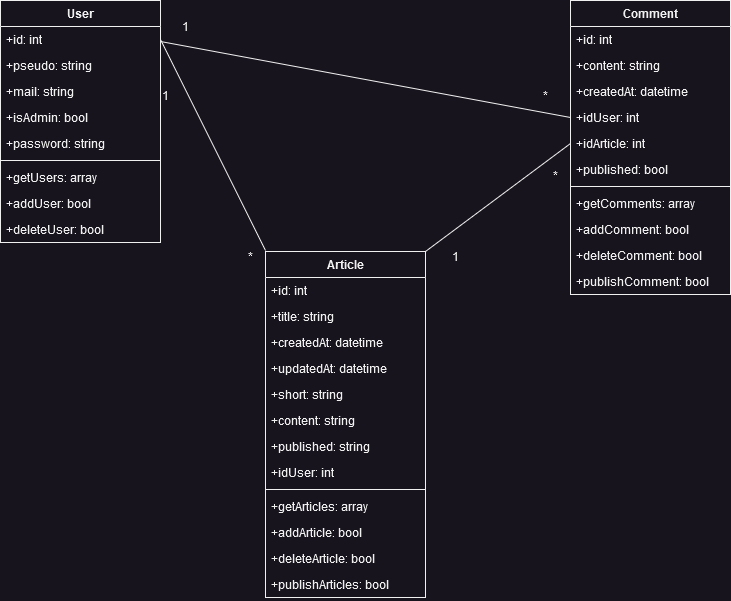 User
+id: int
+pseudo: string
+mail: string
+isAdmin: bool
+password: string
+getUsers: array
+addUser: bool
+deleteUser: bool
1
1
*
*
*
1
Comment
+id: int
+content: string
+createdAt: datetime
+idUser: int
+idArticle: int
+published: bool
+getComments: array
+addComment: bool
+deleteComment: bool
+publishComment: bool
Article
+id: int
+title: string
+createdAt: datetime
+updatedAt: datetime
+short: string
+content: string
+published: string
+idUser: int
+getArticles: array
+addArticle: bool
+deleteArticle: bool
+publishArticles: bool